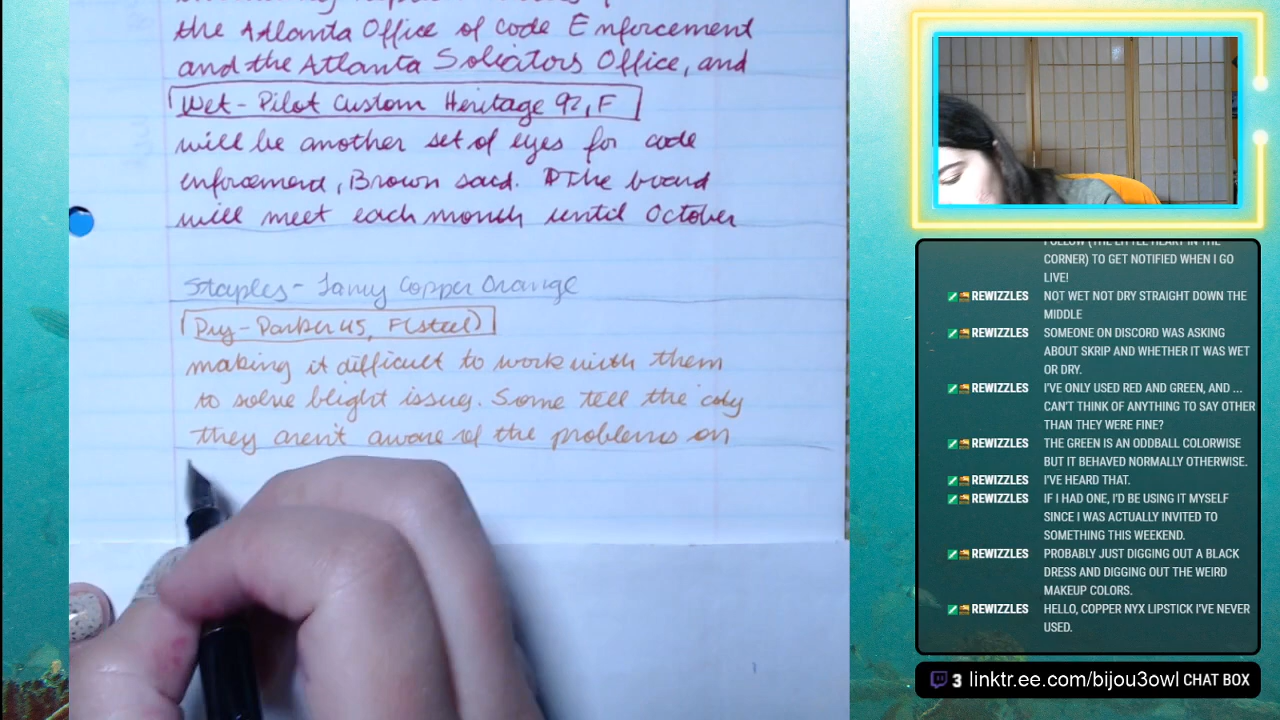 the Atlanta Office of code Enforcement
and the Atlanta Solicitors Office, and
Wet - Pilot Custom Heritage 92, F
will be another set of eyes for code
enforcement, Brown said. The board
will meet each month until October
Staples - Lamy Copper Orange
Dry - Parker 45, F (steel)
making it difficult to work with them
to solve blight issues. Some tell the city
they aren't aware of the problems on
FOLLOW (THE LITTLE HEART IN THE
CORNER) TO GET NOTIFIED WHEN I GO
LIVE!
REWIZZLES NOT WET NOT DRY STRAIGHT DOWN THE
MIDDLE
REWIZZLES SOMEONE ON DISCORD WAS ASKING
ABOUT SKRIP AND WHETHER IT WAS WET
OR DRY.
REWIZZLES I'VE ONLY USED RED AND GREEN, AND ...
CAN'T THINK OF ANYTHING TO SAY OTHER
THAN THEY WERE FINE?
REWIZZLES THE GREEN IS AN ODDBALL COLORWISE
BUT IT BEHAVED NORMALLY OTHERWISE.
REWIZZLES I'VE HEARD THAT.
REWIZZLES IF I HAD ONE, I'D BE USING IT MYSELF
SINCE I WAS ACTUALLY INVITED TO
SOMETHING THIS WEEKEND.
REWIZZLES PROBABLY JUST DIGGING OUT A BLACK
DRESS AND DIGGING OUT THE WEIRD
MAKEUP COLORS.
REWIZZLES HELLO, COPPER NYX LIPSTICK I'VE NEVER
USED.
3 linktr.ee.com/bijou3owl CHAT BOX